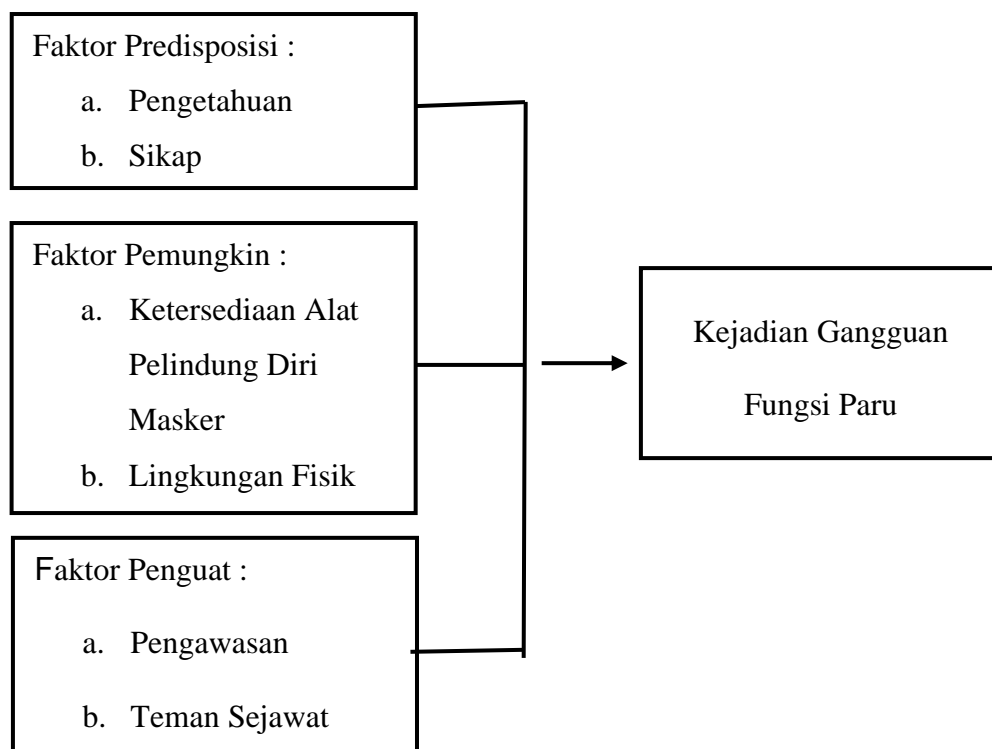 Faktor Predisposisi :
a. Pengetahuan
b. Sikap
Faktor Pemungkin :
a. Ketersediaan Alat
Pelindung Diri
Masker
b. Lingkungan Fisik
Faktor Penguat :
a. Pengawasan
b. Teman Sejawat
Kejadian Gangguan
Fungsi Paru